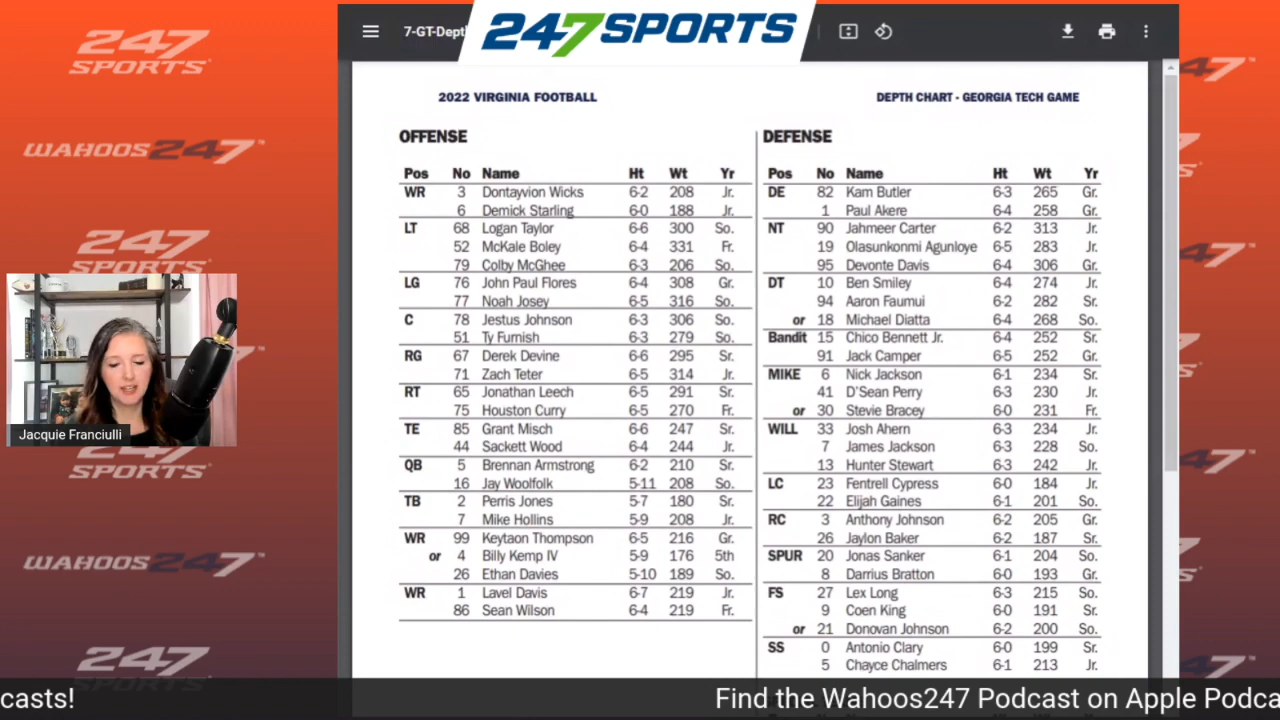 247
SPORTS
WAHOOS247
247
SPORTS
Jacquie Franciulli
247
SPORTS
WAHOOS247
247
SPORTS
7-GT-Dept
247SPORTS
2022 VIRGINIA FOOTBALL
DEPTH CHART - GEORGIA TECH GAME
OFFENSE
Pos No Name Ht Wt Yr
WR 3 Dontayvion Wicks 6-2 208 Jr.
6 Demick Starling 6-0 188 Jr.
LT 68 Logan Taylor 6-6 300 So.
52 McKale Boley 6-4 331 Fr.
79 Colby McGhee 6-3 206 So.
LG 76 John Paul Flores 6-4 308 Gr.
77 Noah Josey 6-5 316 So.
C 78 Jestus Johnson 6-3 306 So.
51 Ty Furnish 6-3 279 So.
RG 67 Derek Devine 6-6 295 Sr.
71 Zach Teter 6-5 314 Jr.
RT 65 Jonathan Leech 6-5 291 Sr.
75 Houston Curry 6-5 270 Fr.
TE 85 Grant Misch 6-6 247 Sr.
44 Sackett Wood 6-4 244 Jr.
QB 5 Brennan Armstrong 6-2 210 Sr.
16 Jay Woolfolk 5-11 208 So.
TB 2 Perris Jones 5-7 180 Sr.
7 Mike Hollins 5-9 208 Jr.
WR 99 Keytaon Thompson 6-5 216 Gr.
or 4 Billy Kemp IV 5-9 176 5th
26 Ethan Davies 5-10 189 So.
WR 1 Lavel Davis 6-7 219 Jr.
86 Sean Wilson 6-4 219 Fr.
DEFENSE
Pos No Name Ht Wt Yr
DE 82 Kam Butler 6-3 265 Gr.
1 Paul Akere 6-4 258 Gr.
NT 90 Jahmeer Carter 6-2 313 Jr.
19 Olasunkonmi Agunloye 6-5 283 Jr.
95 Devonte Davis 6-4 306 Gr.
DT 10 Ben Smiley 6-4 274 Jr.
94 Aaron Faumui 6-2 282 Sr.
or 18 Michael Diatta 6-4 268 So.
Bandit 15 Chico Bennett Jr. 6-4 252 Sr.
91 Jack Camper 6-5 252 Gr.
MIKE 6 Nick Jackson 6-1 234 Sr.
41 D'Sean Perry 6-3 230 Jr.
or 30 Stevie Bracey 6-0 231 Fr.
WILL 33 Josh Ahern 6-3 234 Jr.
7 James Jackson 6-3 228 So.
13 Hunter Stewart 6-3 242 Jr.
LC 23 Fentrell Cypress 6-0 184 Jr.
22 Elijah Gaines 6-1 201 So.
RC 3 Anthony Johnson 6-2 205 Gr.
26 Jaylon Baker 6-2 187 Sr.
SPUR 20 Jonas Sanker 6-1 204 So.
8 Darrius Bratton 6-0 193 Gr.
FS 27 Lex Long 6-3 215 So.
9 Coen King 6-0 191 Sr.
or 21 Donovan Johnson 6-2 200 So.
SS 0 Antonio Clary 6-0 199 Sr.
5 Chayce Chalmers 6-1 213 Jr.
casts! Find the Wahoos247 Podcast on Apple Podca